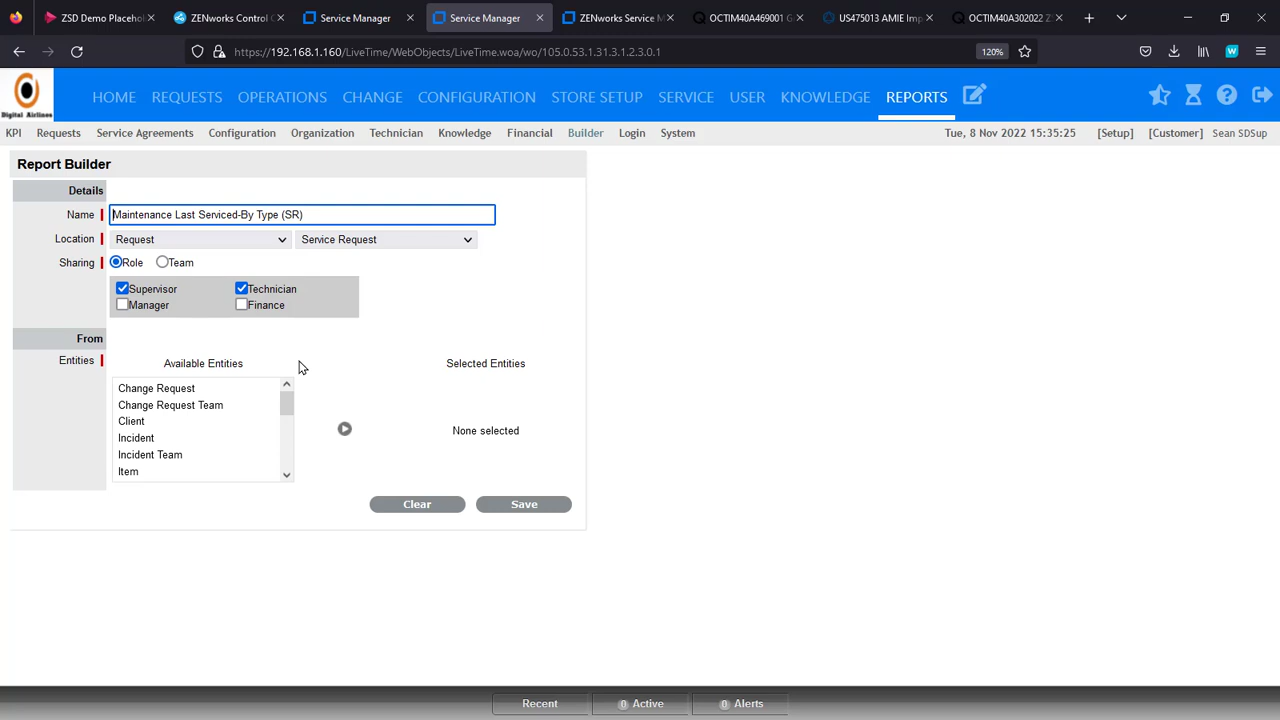 ZSD Demo Placehol
ZENworks Control C
Service Manager
Service Manager
ZENworks Service M
OCTIM40A469001 G
US475013 AMIE Imp
OCTIM40A302022 Z
https://192.168.1.160/LiveTime/WebObjects/LiveTime.woa/wo/105.0.53.1.31.3.1.2.3.0.1
120%
Digital Airlines
HOME REQUESTS OPERATIONS CHANGE CONFIGURATION STORE SETUP SERVICE USER KNOWLEDGE REPORTS
KPI Requests Service Agreements Configuration Organization Technician Knowledge Financial Builder Login System Tue, 8 Nov 2022 15:35:25 [Setup] [Customer] Sean SDSup
Report Builder
Details
Name Maintenance Last Serviced-By Type (SR)
Location Request Service Request
Sharing Role Team
Supervisor Technician
Manager Finance
From
Entities Available Entities Selected Entities
Change Request
Change Request Team
Client
Incident
Incident Team
Item
None selected
Clear Save
Recent 0 Active 0 Alerts